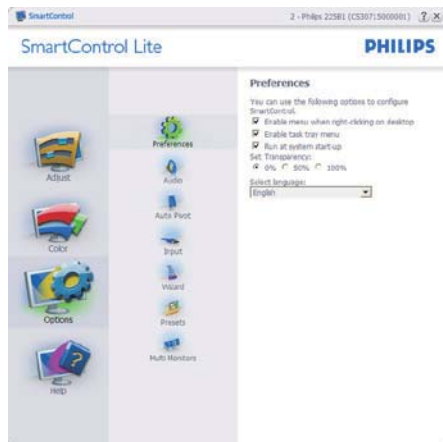 SmartControl
2 - Philips 225B1 (CS30715000001)
? X
SmartControl Lite
PHILIPS
Adjust
Color
Options
Help
Preferences
Audio
Auto Pivot
Input
Wizard
Presets
Multi Monitors
Preferences
You can use the following options to configure
SmartControl.
Enable menu when right-clicking on desktop
Enable task tray menu
Run at system start-up
Set Transparency:
0% 50% 100%
Select language:
English